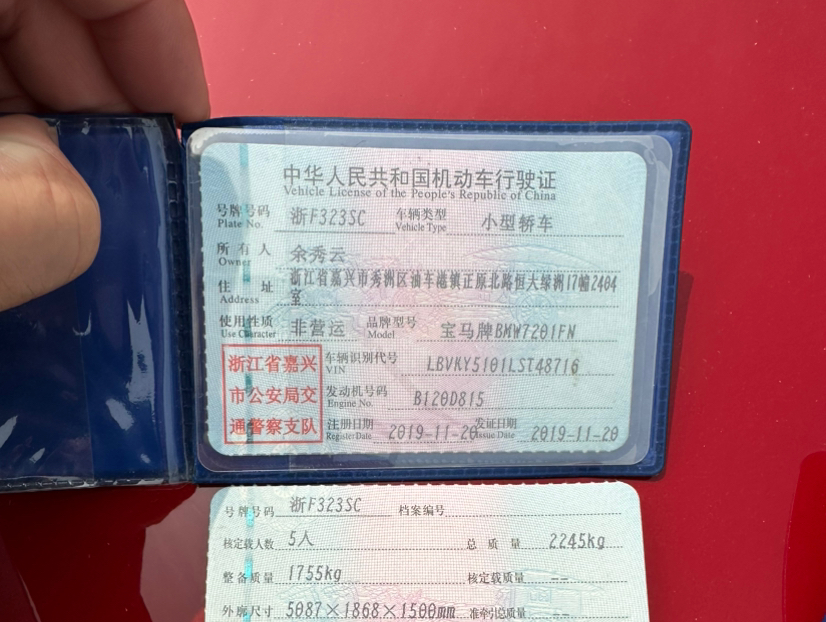 中华人民共和国机动车行驶证
Vehicle License of the People's Republic of China
号牌号码 浙F323SC 车辆类型 小型轿车
Plate No. Vehicle Type
所有人 余秀云
Owner
住址 浙江省嘉兴市秀洲区油车港镇正原北路恒大绿洲17幢2404
Address 室
使用性质 非营运 品牌型号 宝马牌BMW7201FN
Use Character Model
浙江省嘉兴 车辆识别代号 LBVKY5101LST48716
VIN
市公安局交 发动机号码 B120D815
Engine No.
通警察支队 注册日期 2019-11-20 发证日期 2019-11-20
Register Date Issue Date
号牌号码 浙F323SC 档案编号
核定载人数 5人 总质量 2245kg
整备质量 1755kg 核定载质量 --
外廓尺寸 5087×1868×1500mm 准牵引总质量 --